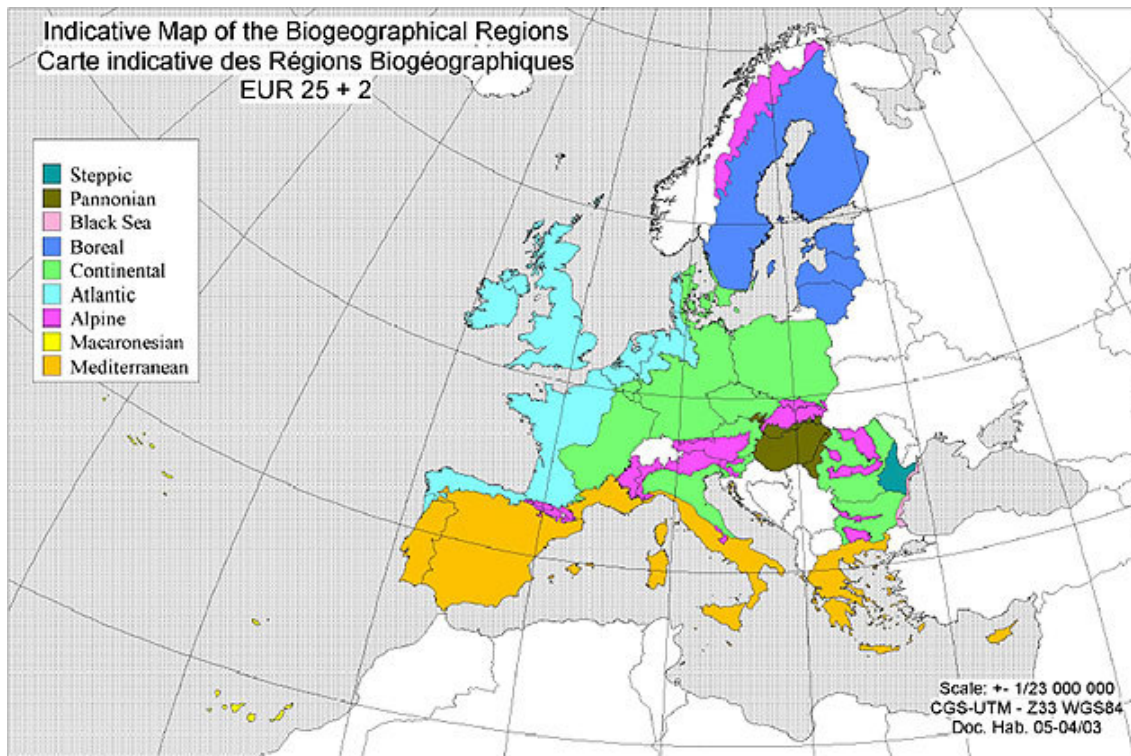 Indicative Map of the Biogeographical Regions
Carte indicative des Régions Biogéographiques
EUR 25 + 2
Steppic
Pannonian
Black Sea
Boreal
Continental
Atlantic
Alpine
Macaronesian
Mediterranean
Scale: +- 1/23 000 000
CGS-UTM - Z33 WGS84
Doc. Hab. 05-04/03